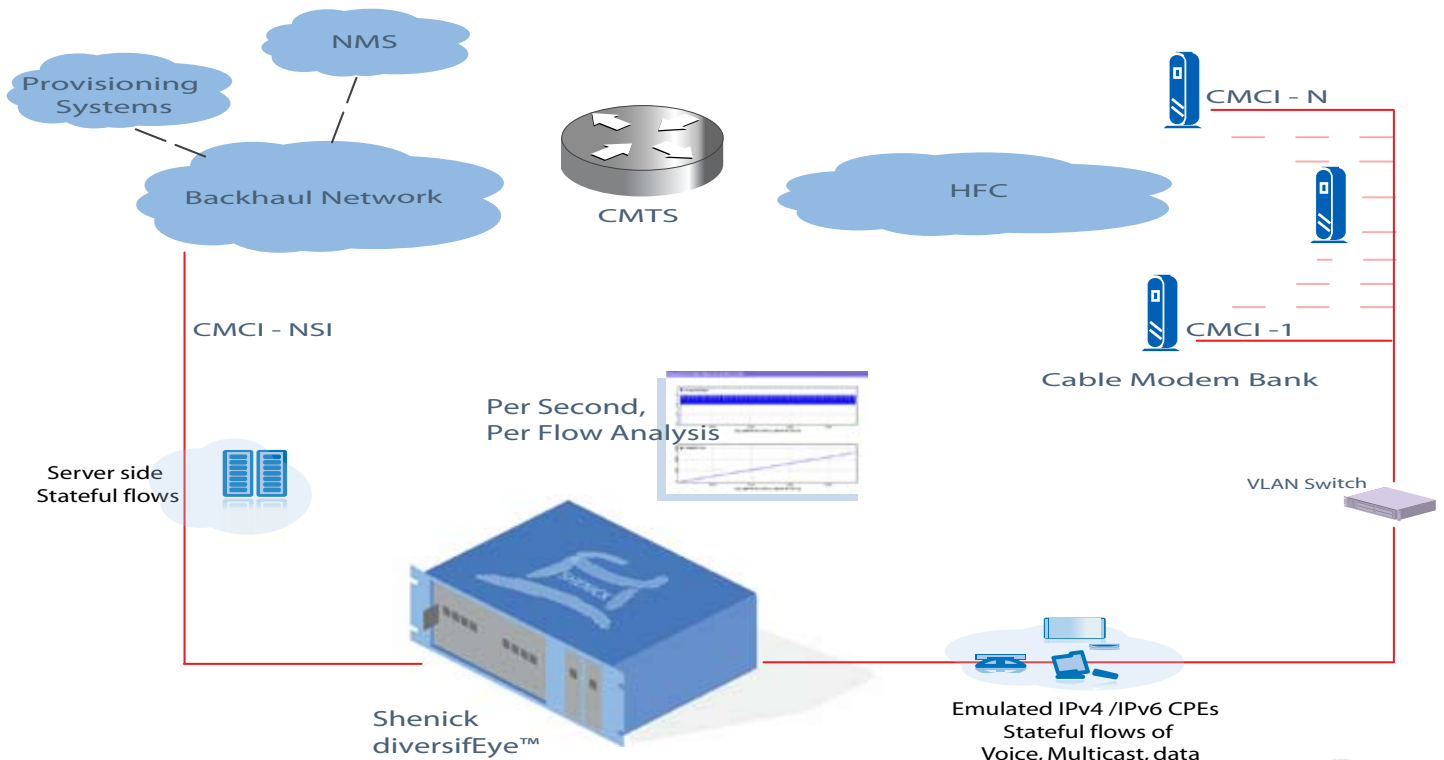 NMS
Provisioning
Systems
Backhaul Network
CMTS
HFC
CMCI - N
CMCI - NSI
CMCI -1
Cable Modem Bank
Per Second,
Per Flow Analysis
Server side
Stateful flows
VLAN Switch
SHENICK
Shenick
diversifEye™
Emulated IPv4 /IPv6 CPEs
Stateful flows of
Voice, Multicast, data